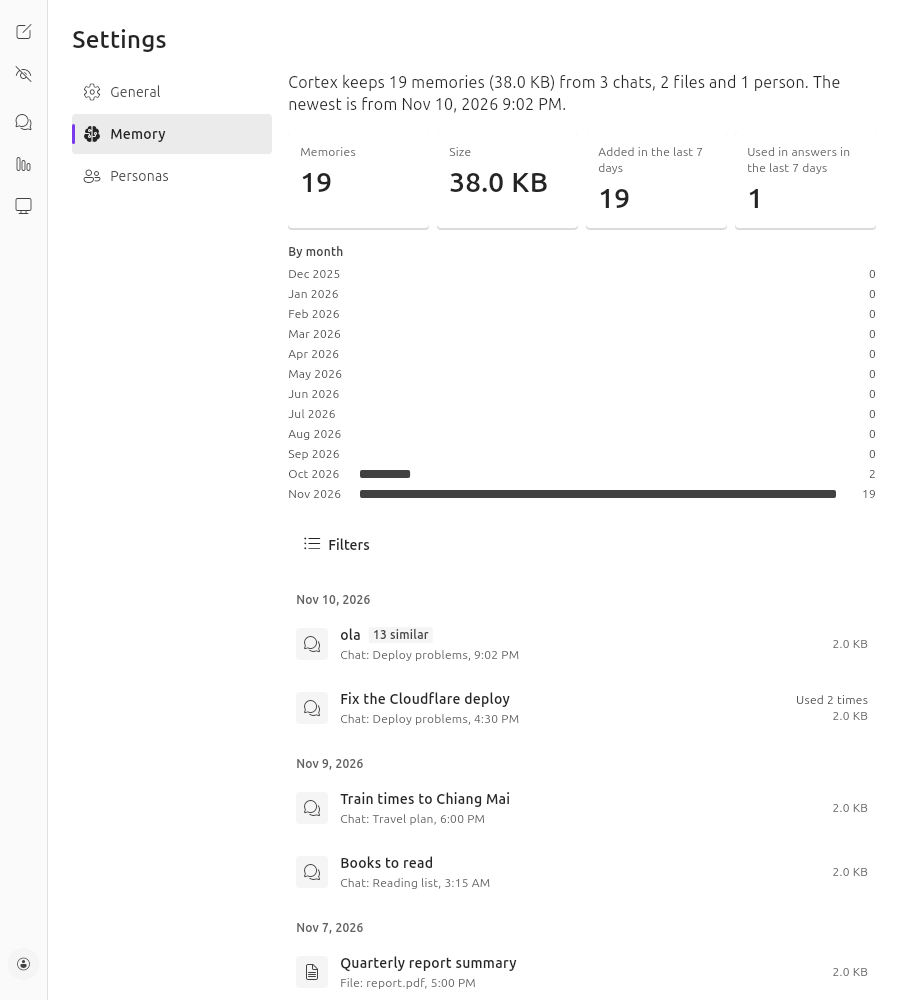 Settings
General
Memory
Personas
Cortex keeps 19 memories (38.0 KB) from 3 chats, 2 files and 1 person. The
newest is from Nov 10, 2026 9:02 PM.
Memories
19
Size
38.0 KB
Added in the last 7
days
19
Used in answers in
the last 7 days
1
By month
Dec 2025 0
Jan 2026 0
Feb 2026 0
Mar 2026 0
Apr 2026 0
May 2026 0
Jun 2026 0
Jul 2026 0
Aug 2026 0
Sep 2026 0
Oct 2026 2
Nov 2026 19
Filters
Nov 10, 2026
ola 13 similar
Chat: Deploy problems, 9:02 PM
2.0 KB
Fix the Cloudflare deploy
Chat: Deploy problems, 4:30 PM
Used 2 times
2.0 KB
Nov 9, 2026
Train times to Chiang Mai
Chat: Travel plan, 6:00 PM
2.0 KB
Books to read
Chat: Reading list, 3:15 AM
2.0 KB
Nov 7, 2026
Quarterly report summary
File: report.pdf, 5:00 PM
2.0 KB